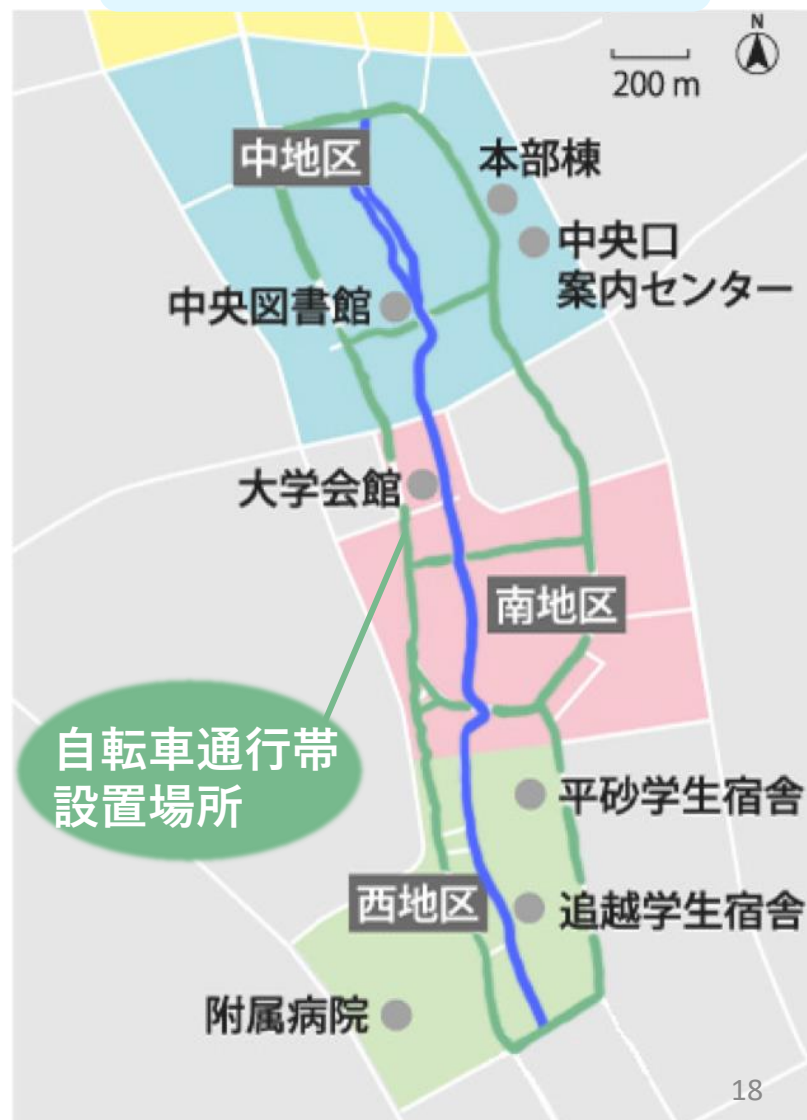 N
200 m
中地区
本部棟
中央口
案内センター
中央図書館
大学会館
南地区
自転車通行帯
設置場所
平砂学生宿舎
西地区
追越学生宿舎
附属病院
18